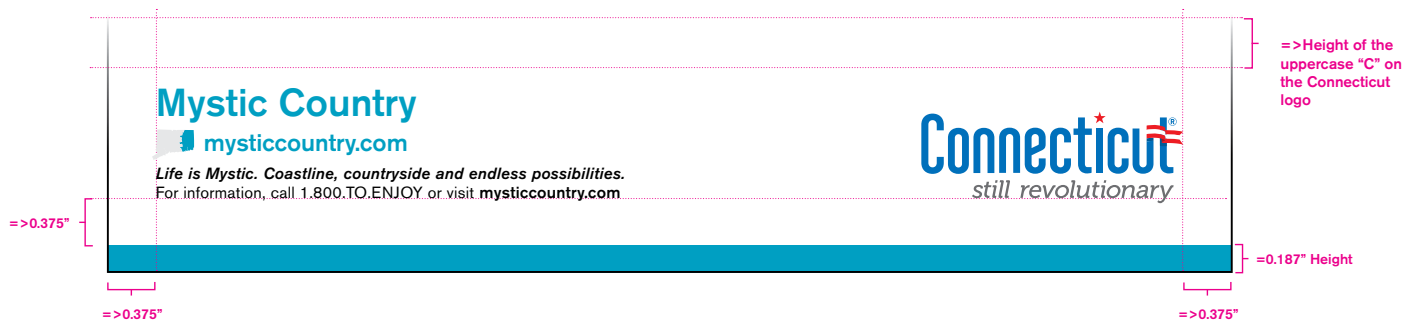 =>Height of the
uppercase “C” on
the Connecticut
logo
Mystic Country
mysticcountry.com
Life is Mystic. Coastline, countryside and endless possibilities.
For information, call 1.800.TO.ENJOY or visit mysticcountry.com
Connecticut®
still revolutionary
=>0.375”
=0.187” Height
=>0.375”
=>0.375”